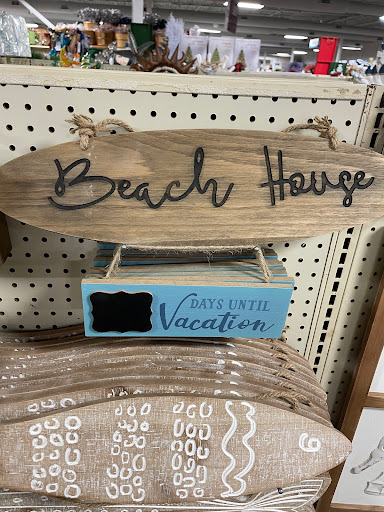 Beach House
DAYS UNTIL
Vacation